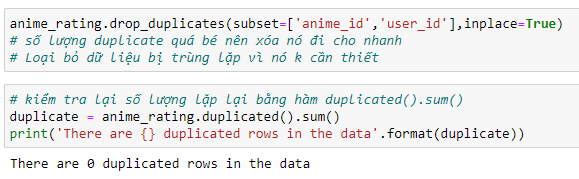 anime_rating.drop_duplicates(subset=['anime_id','user_id'],inplace=True)
# số lượng duplicate quá bé nên xóa nó đi cho nhanh
# Loại bỏ dữ liệu bị trùng lặp vì nó k cần thiết
# kiểm tra lại số lượng lặp lại bằng hàm duplicated().sum()
duplicate = anime_rating.duplicated().sum()
print('There are {} duplicated rows in the data'.format(duplicate))
There are 0 duplicated rows in the data